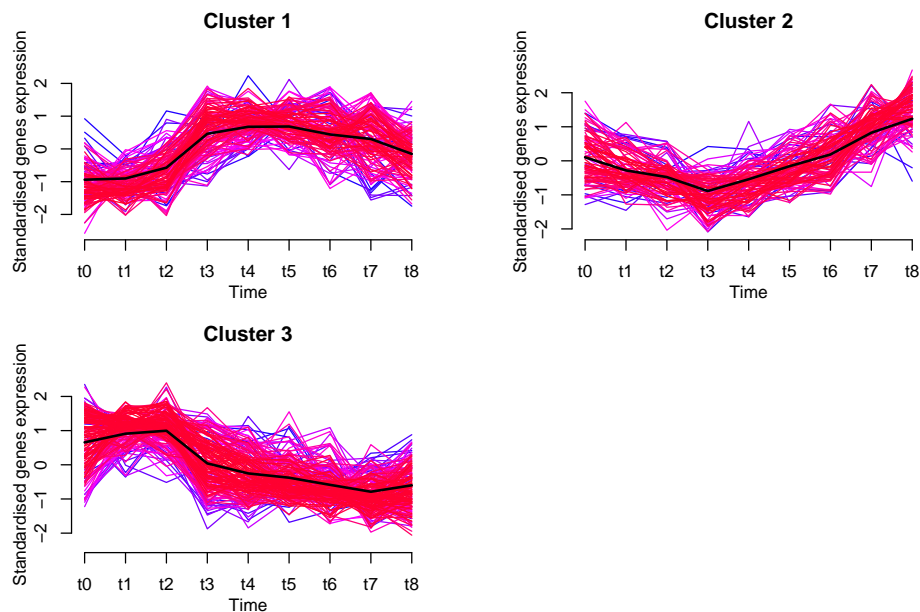 Cluster 1
Standardised genes expression
2
1
0
−1
−2
t0 t1 t2 t3 t4 t5 t6 t7 t8
Time
Cluster 2
Standardised genes expression
2
1
0
−1
−2
t0 t1 t2 t3 t4 t5 t6 t7 t8
Time
Cluster 3
Standardised genes expression
2
1
0
−1
−2
t0 t1 t2 t3 t4 t5 t6 t7 t8
Time